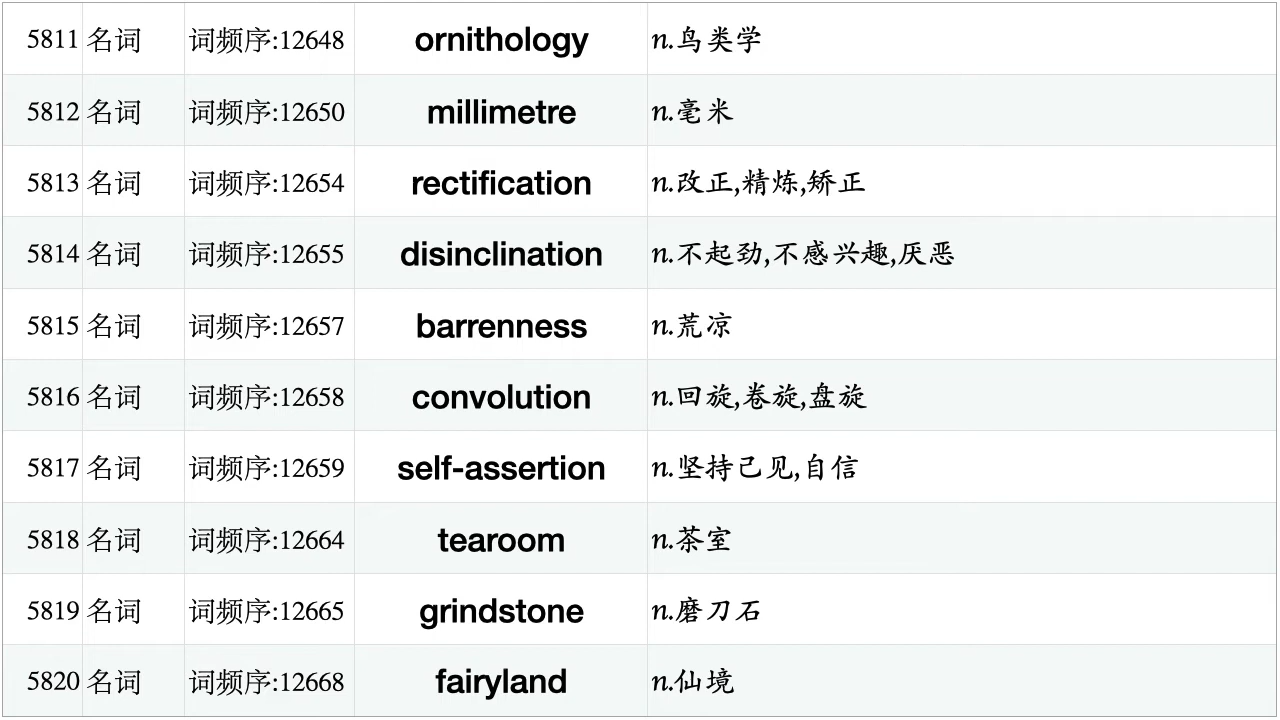 5811 名词 词频序:12648 ornithology n.鸟类学
5812 名词 词频序:12650 millimetre n.毫米
5813 名词 词频序:12654 rectification n.改正,精炼,矫正
5814 名词 词频序:12655 disinclination n.不起劲,不感兴趣,厌恶
5815 名词 词频序:12657 barrenness n.荒凉
5816 名词 词频序:12658 convolution n.回旋,卷旋,盘旋
5817 名词 词频序:12659 self-assertion n.坚持己见,自信
5818 名词 词频序:12664 tearoom n.茶室
5819 名词 词频序:12665 grindstone n.磨刀石
5820 名词 词频序:12668 fairyland n.仙境